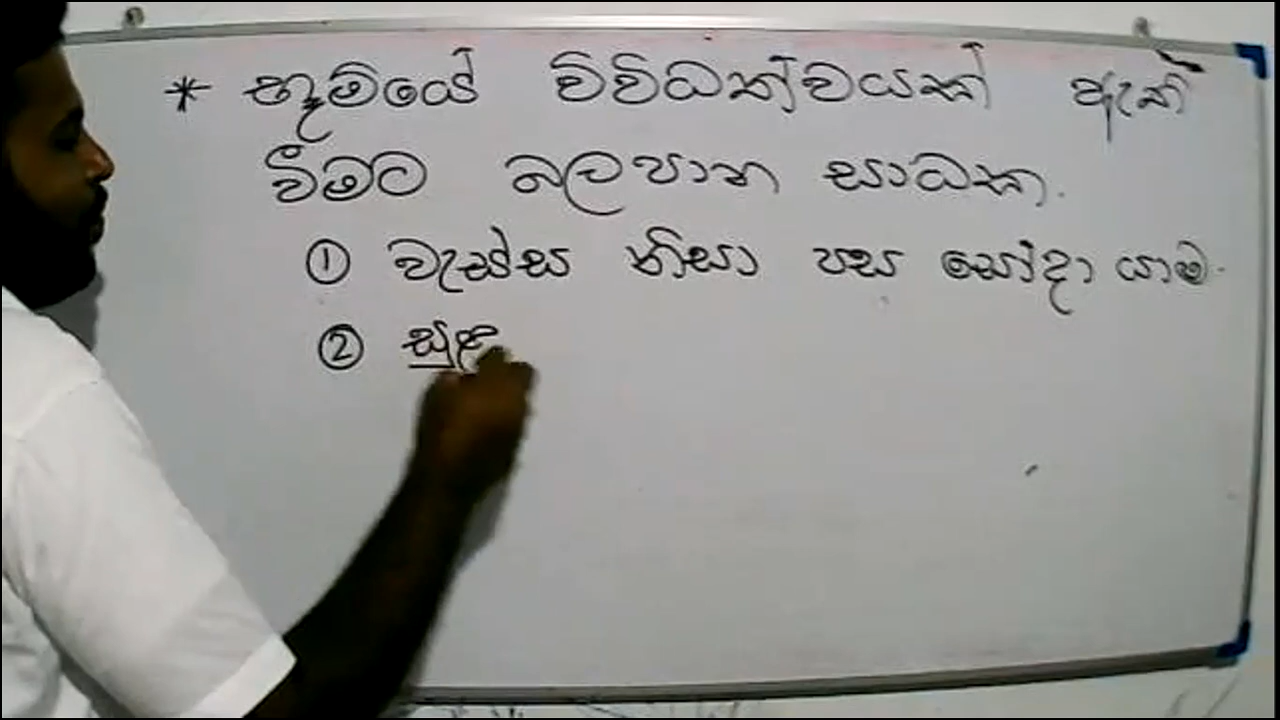 * භූමියේ විවිධත්වයක් ඇති
වීමට බලපාන සාධක.
① වැස්ස නිසා පස සෝදා යාම.
② සුළ